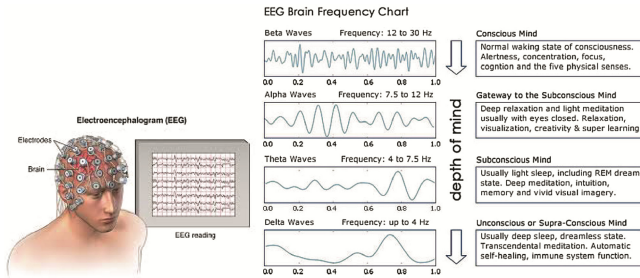 EEG Brain Frequency Chart
Beta Waves Frequency: 12 to 30 Hz
0.0 0.2 0.4 0.6 0.8 1.0
Conscious Mind
Normal waking state of consciousness.
Alertness, concentration, focus,
cogntion and the five physical senses.
Alpha Waves Frequency: 7.5 to 12 Hz
0.0 0.2 0.4 0.6 0.8 1.0
Gateway to the Subconscious Mind
Deep relaxation and light meditation
usually with eyes closed. Relaxation,
visualization, creativity & super learning
depth of mind
Theta Waves Frequency: 4 to 7.5 Hz
0.0 0.2 0.4 0.6 0.8 1.0
Subconscious Mind
Usually light sleep, including REM dream
state. Deep meditation, intuition,
memory and vivid visual imagery.
Delta Waves Frequency: up to 4 Hz
0.0 0.2 0.4 0.6 0.8 1.0
Unconscious or Supra-Conscious Mind
Usually deep sleep, dreamless state.
Transcendental meditation. Automatic
self-healing, immune system function.
Electroencephalogram (EEG)
Electrodes
Brain
EEG reading